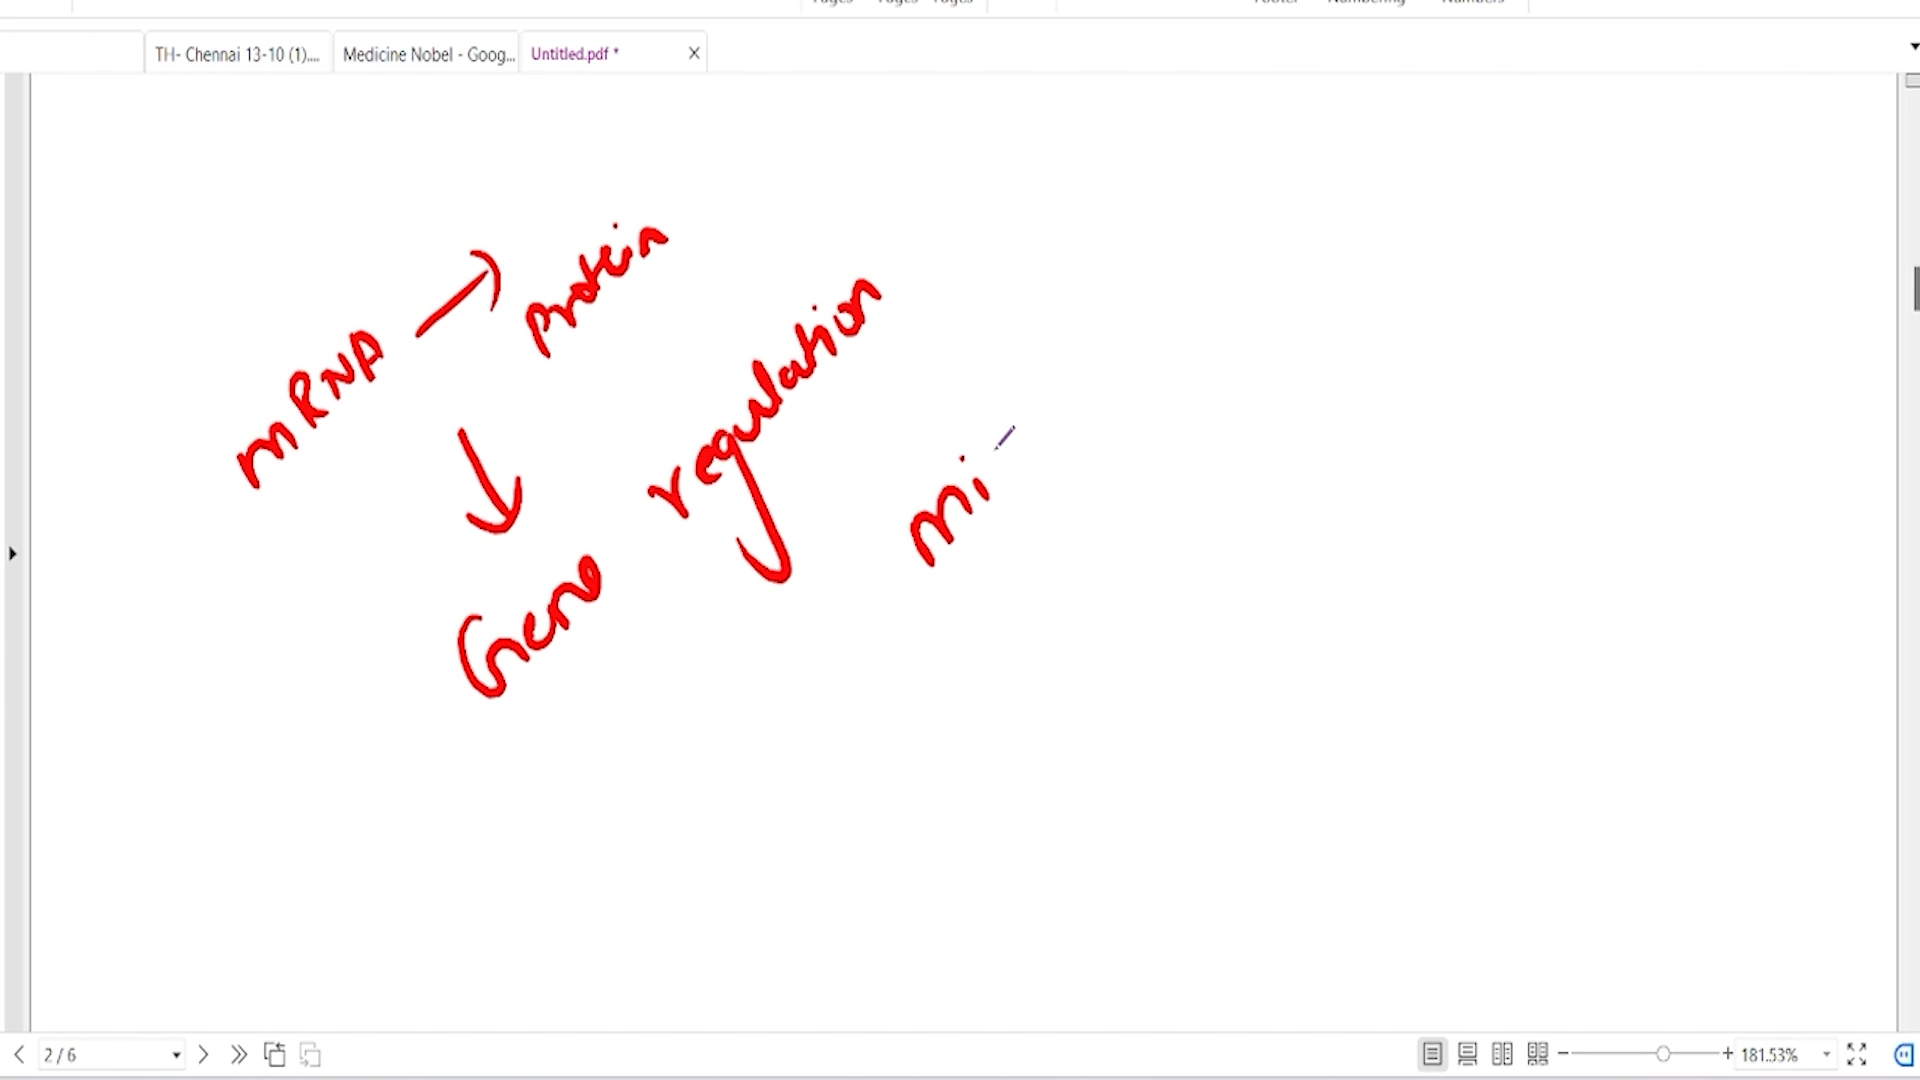 TH- Chennai 13-10 (1)....
Medicine Nobel - Goog...
Untitled.pdf *
mRNA → Protein
Gene regulation
mi
2 / 6
181.53%